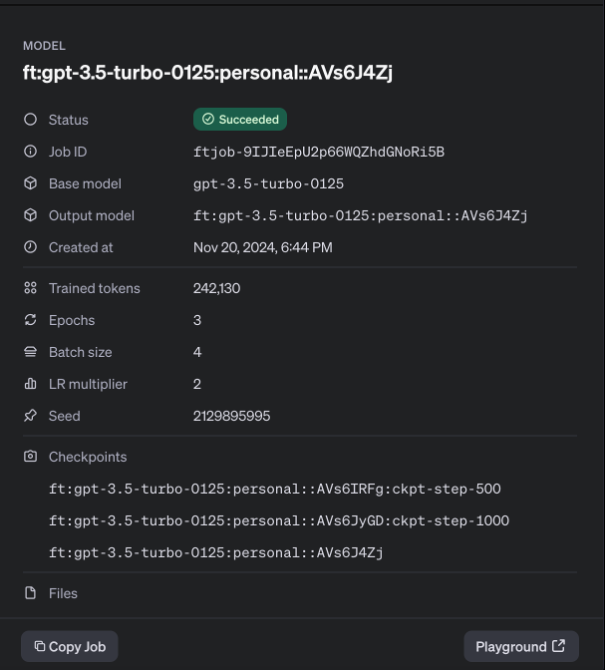 MODEL
ft:gpt-3.5-turbo-0125:personal::AVs6J4Zj
Status Succeeded
Job ID ftjob-9IJIeEpU2p66WQZhdGNoRi5B
Base model gpt-3.5-turbo-0125
Output model ft:gpt-3.5-turbo-0125:personal::AVs6J4Zj
Created at Nov 20, 2024, 6:44 PM
Trained tokens 242,130
Epochs 3
Batch size 4
LR multiplier 2
Seed 2129895995
Checkpoints
ft:gpt-3.5-turbo-0125:personal::AVs6IRFg:ckpt-step-500
ft:gpt-3.5-turbo-0125:personal::AVs6JyGD:ckpt-step-1000
ft:gpt-3.5-turbo-0125:personal::AVs6J4Zj
Files
Copy Job Playground